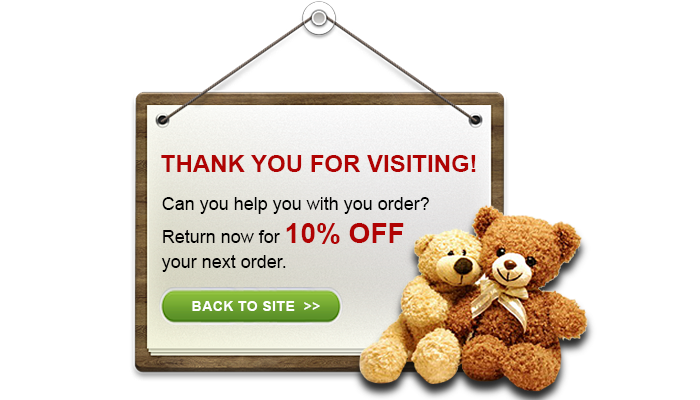 THANK YOU FOR VISITING!
Can you help you with you order?
Return now for 10% OFF
your next order.
BACK TO SITE >>